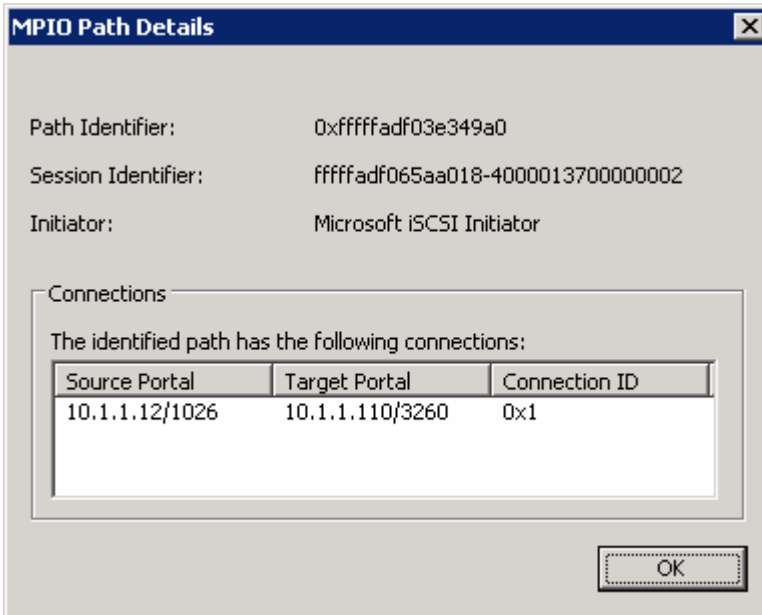 MPIO Path Details
Path Identifier: 0xfffffadf03e349a0
Session Identifier: fffffadf065aa018-4000013700000002
Initiator: Microsoft iSCSI Initiator
Connections
The identified path has the following connections:
Source Portal Target Portal Connection ID
10.1.1.12/1026 10.1.1.110/3260 0x1
OK